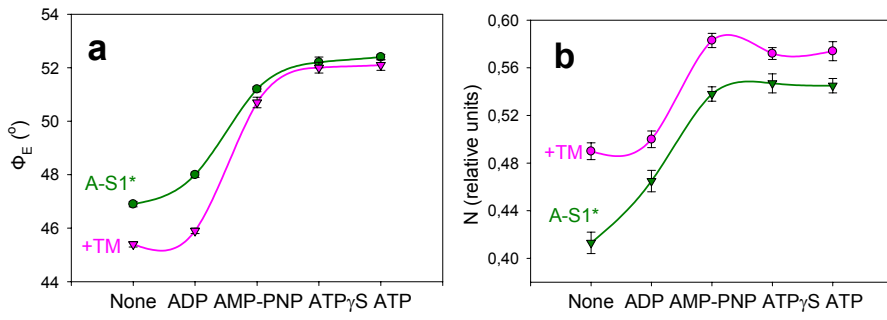 a
Φ_E (°)
52
50
48
46
44
A-S1*
+TM
None ADP AMP-PNP ATPγS ATP
b
N (relative units)
0,60
0,56
0,52
0,48
0,44
0,40
+TM
A-S1*
None ADP AMP-PNP ATPγS ATP